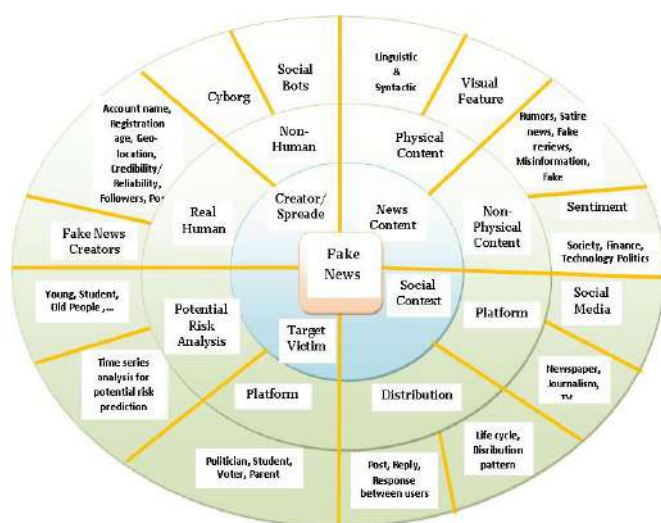 Social
Bots
Linguistic
&
Syntactic
Cyborg
Visual
Feature
Account name,
Registration
age, Geo-
location,
Credibility/
Reliability,
Followers, Po
Non-
Human
Physical
Content
Rumors, Satire
news, Fake
reviews,
Misinformation,
Fake
Creator/
Spreade
News
Content
Real
Human
Non-
Physical
Content
Sentiment
Fake News
Creators
Fake
News
Society, Finance,
Technology Politics
Young, Student,
Old People ,...
Potential
Risk
Analysis
Target
Victim
Social
Context
Platform
Social
Media
Time series
analysis for
potential risk
prediction
Platform
Distribution
Newspaper,
Journalism,
TV
Politician, Student,
Voter, Parent
Post, Reply,
Response
between users
Life cycle,
Disribution
pattern